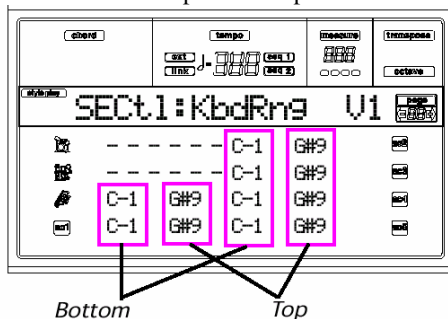 chord tempo measure transpose
ext seq 1
link seq 2
octave
style play
SECtl:KbdRng V1 page
C-1 G#9
C-1 G#9
C-1 G#9 C-1 G#9
C-1 G#9 C-1 G#9
Bottom Top